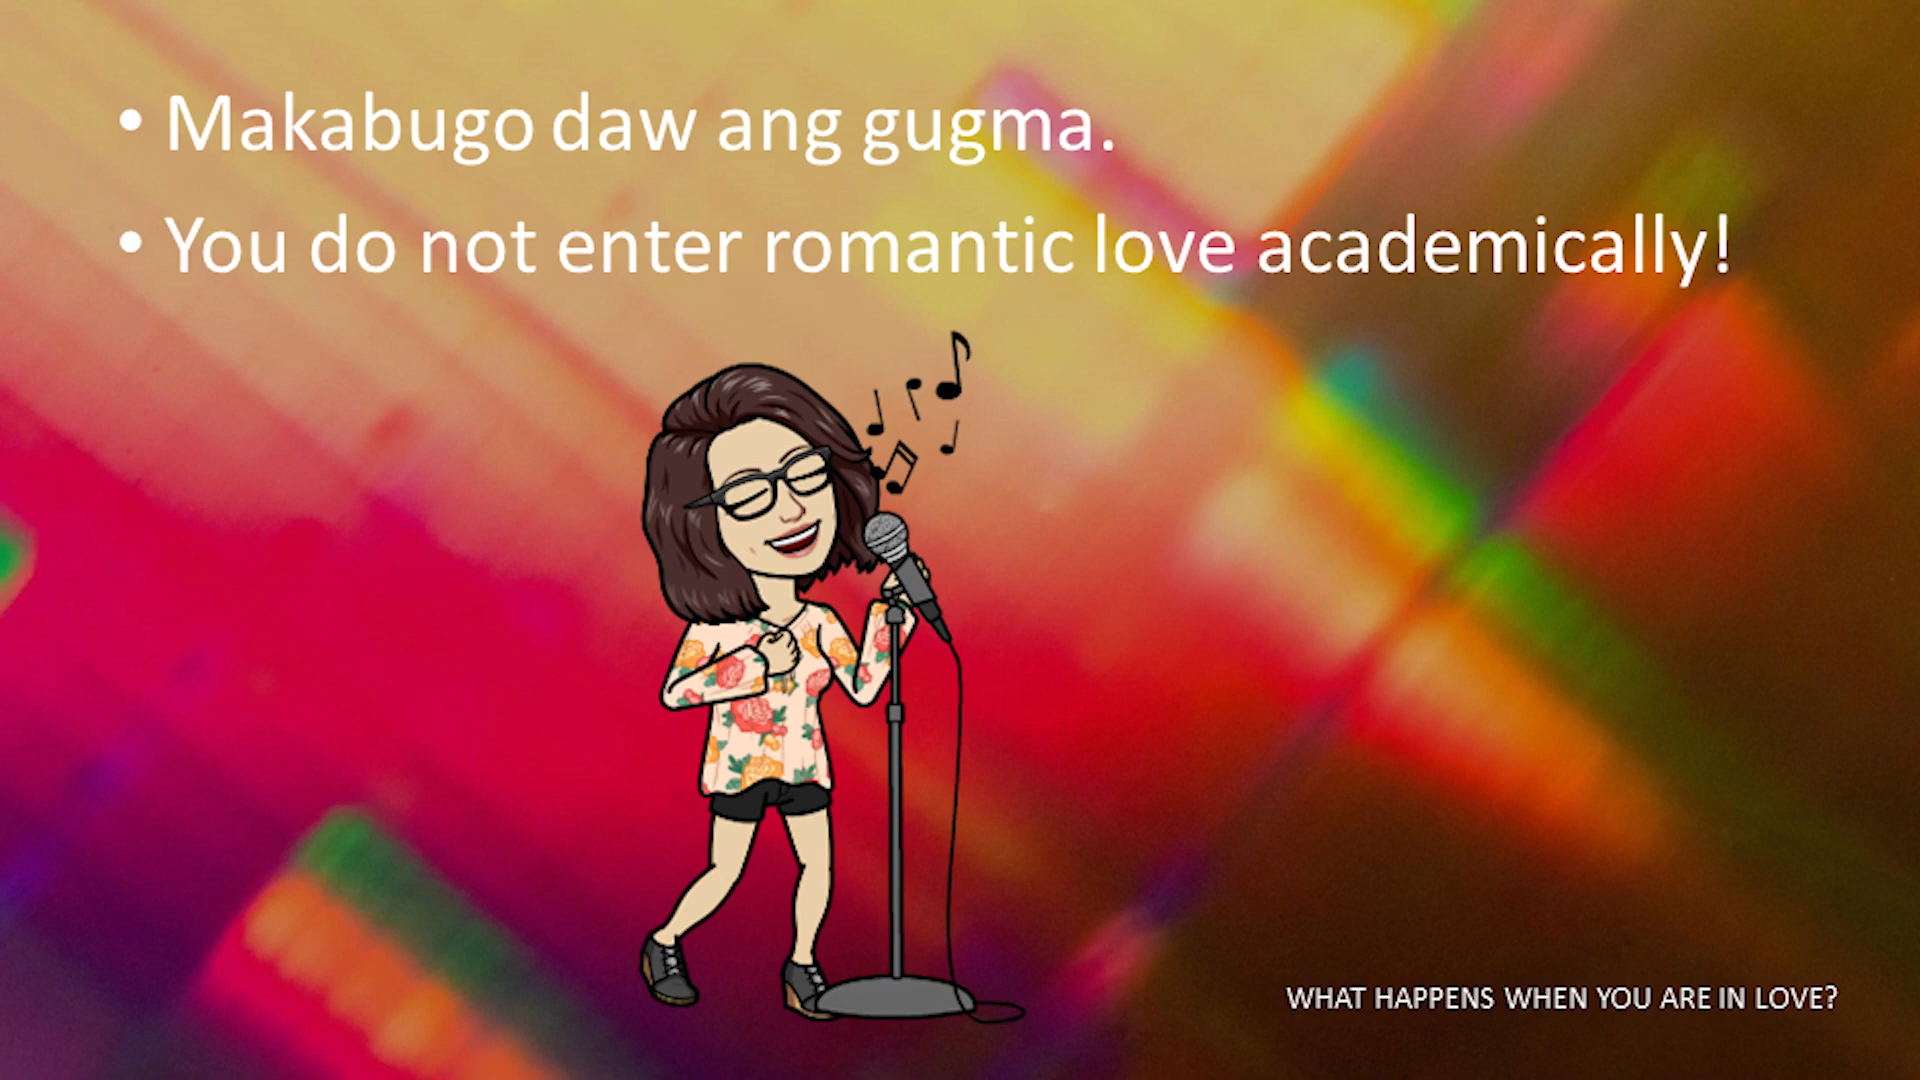 • Makabugo daw ang gugma.
• You do not enter romantic love academically!
WHAT HAPPENS WHEN YOU ARE IN LOVE?